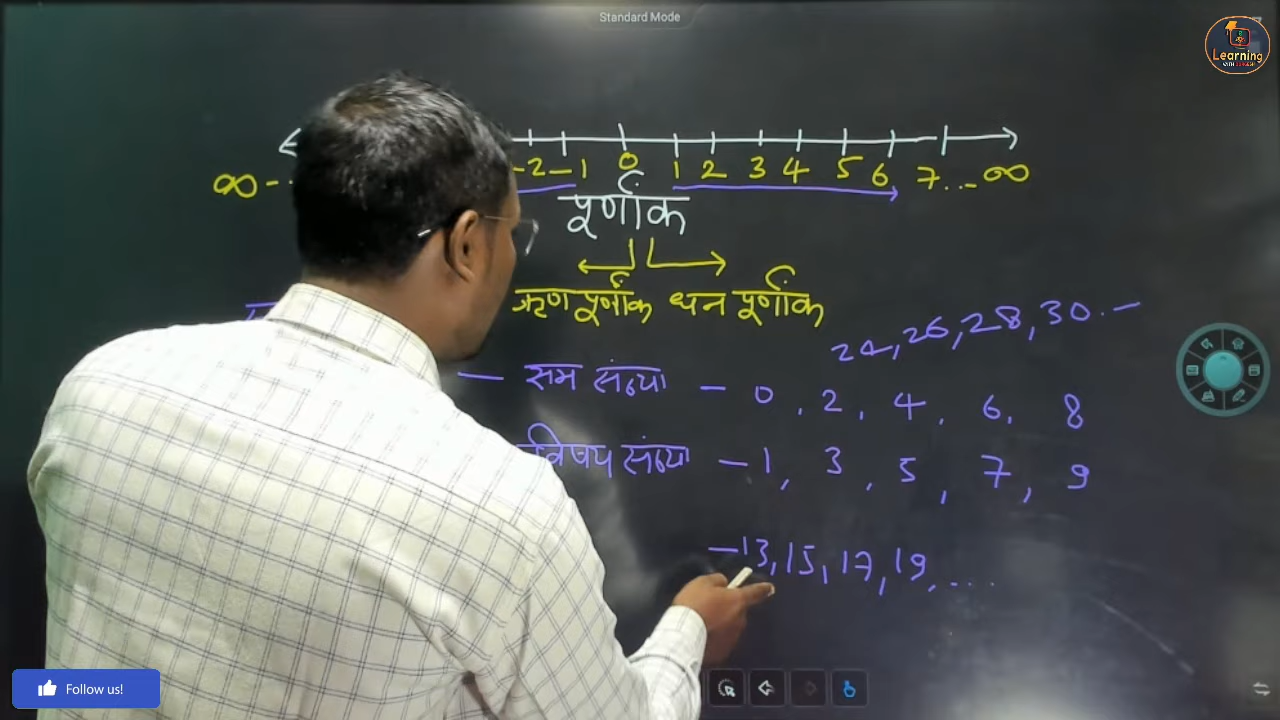 Standard Mode
Learning
∞-..
-2 -1 0 1 2 3 4 5 6 7..-∞
पूर्णांक
ऋण पूर्णांक धन पूर्णांक
24, 26, 28, 30.-
— सम संख्या - 0, 2, 4, 6, 8
विषय संख्या - 1, 3, 5, 7, 9
-13, 15, 17, 19, ....
Follow us!